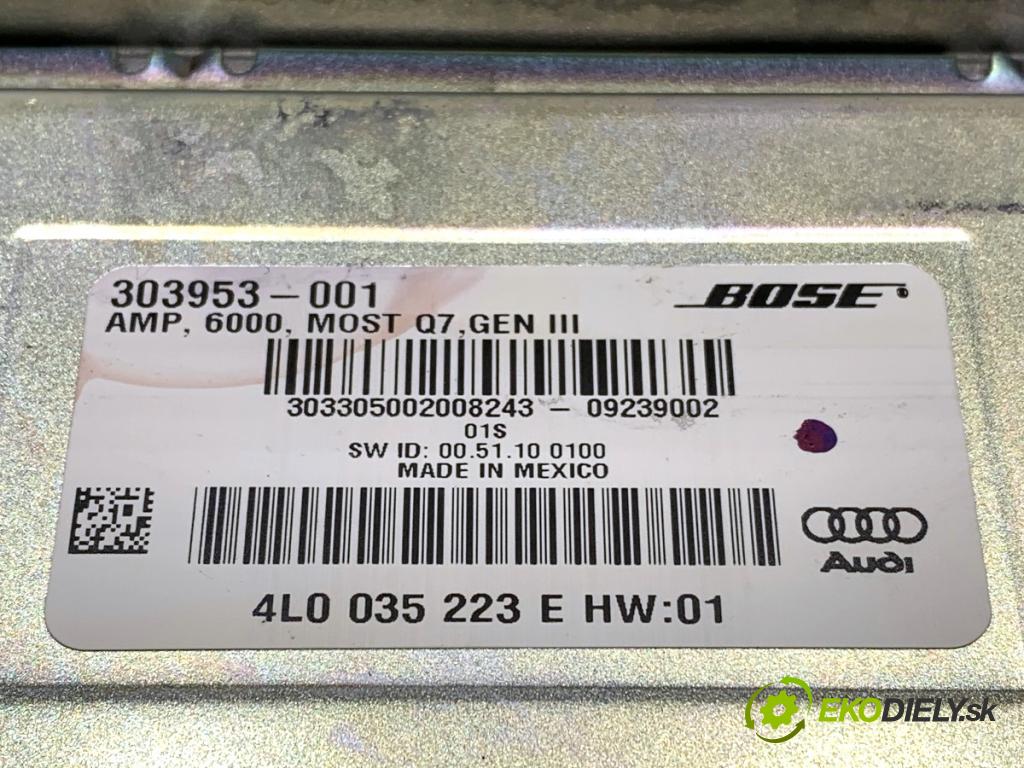 303953-001
BOSE
AMP, 6000, MOST Q7, GEN III
303305002008243 - 09239002
01S
SW ID: 00.51.10 0100
MADE IN MEXICO
Audi
4L0 035 223 E HW:01
EKODIELY.sk